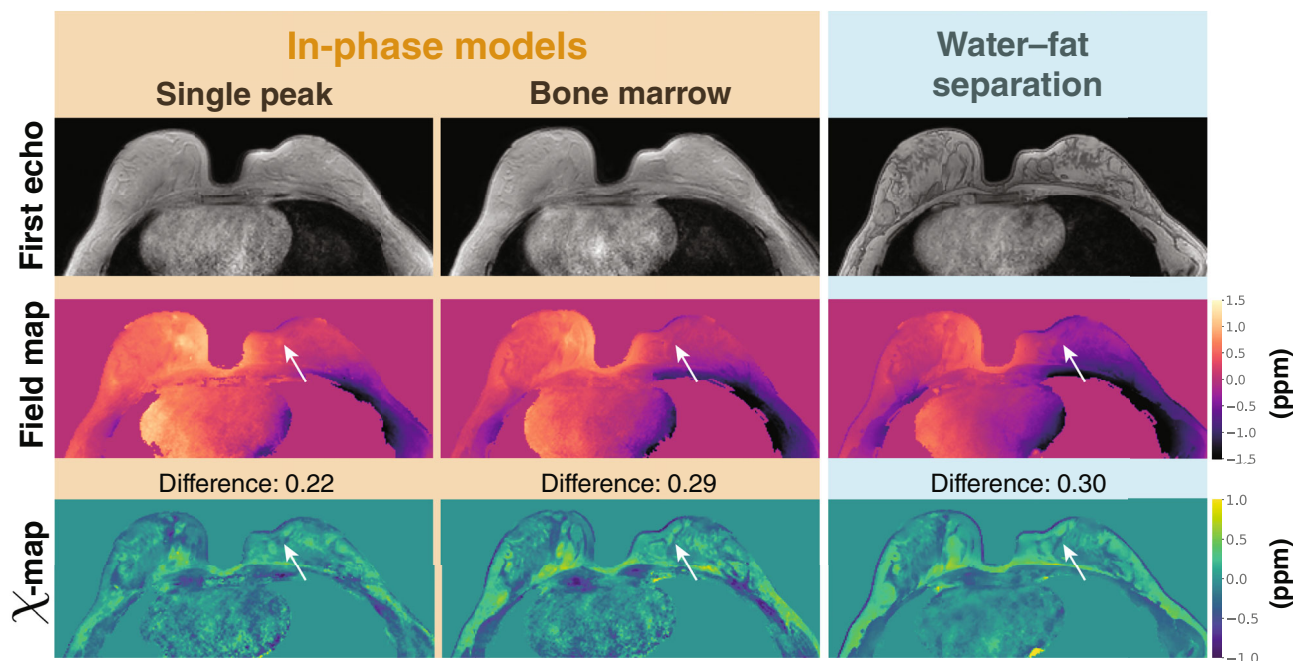 In-phase models
Water–fat
separation
Single peak
Bone marrow
First echo
Field map
1.5
1.0
0.5
0.0
−0.5
−1.0
−1.5
(ppm)
Difference: 0.22
Difference: 0.29
Difference: 0.30
χ-map
1.0
0.5
0.0
−0.5
−1.0
(ppm)